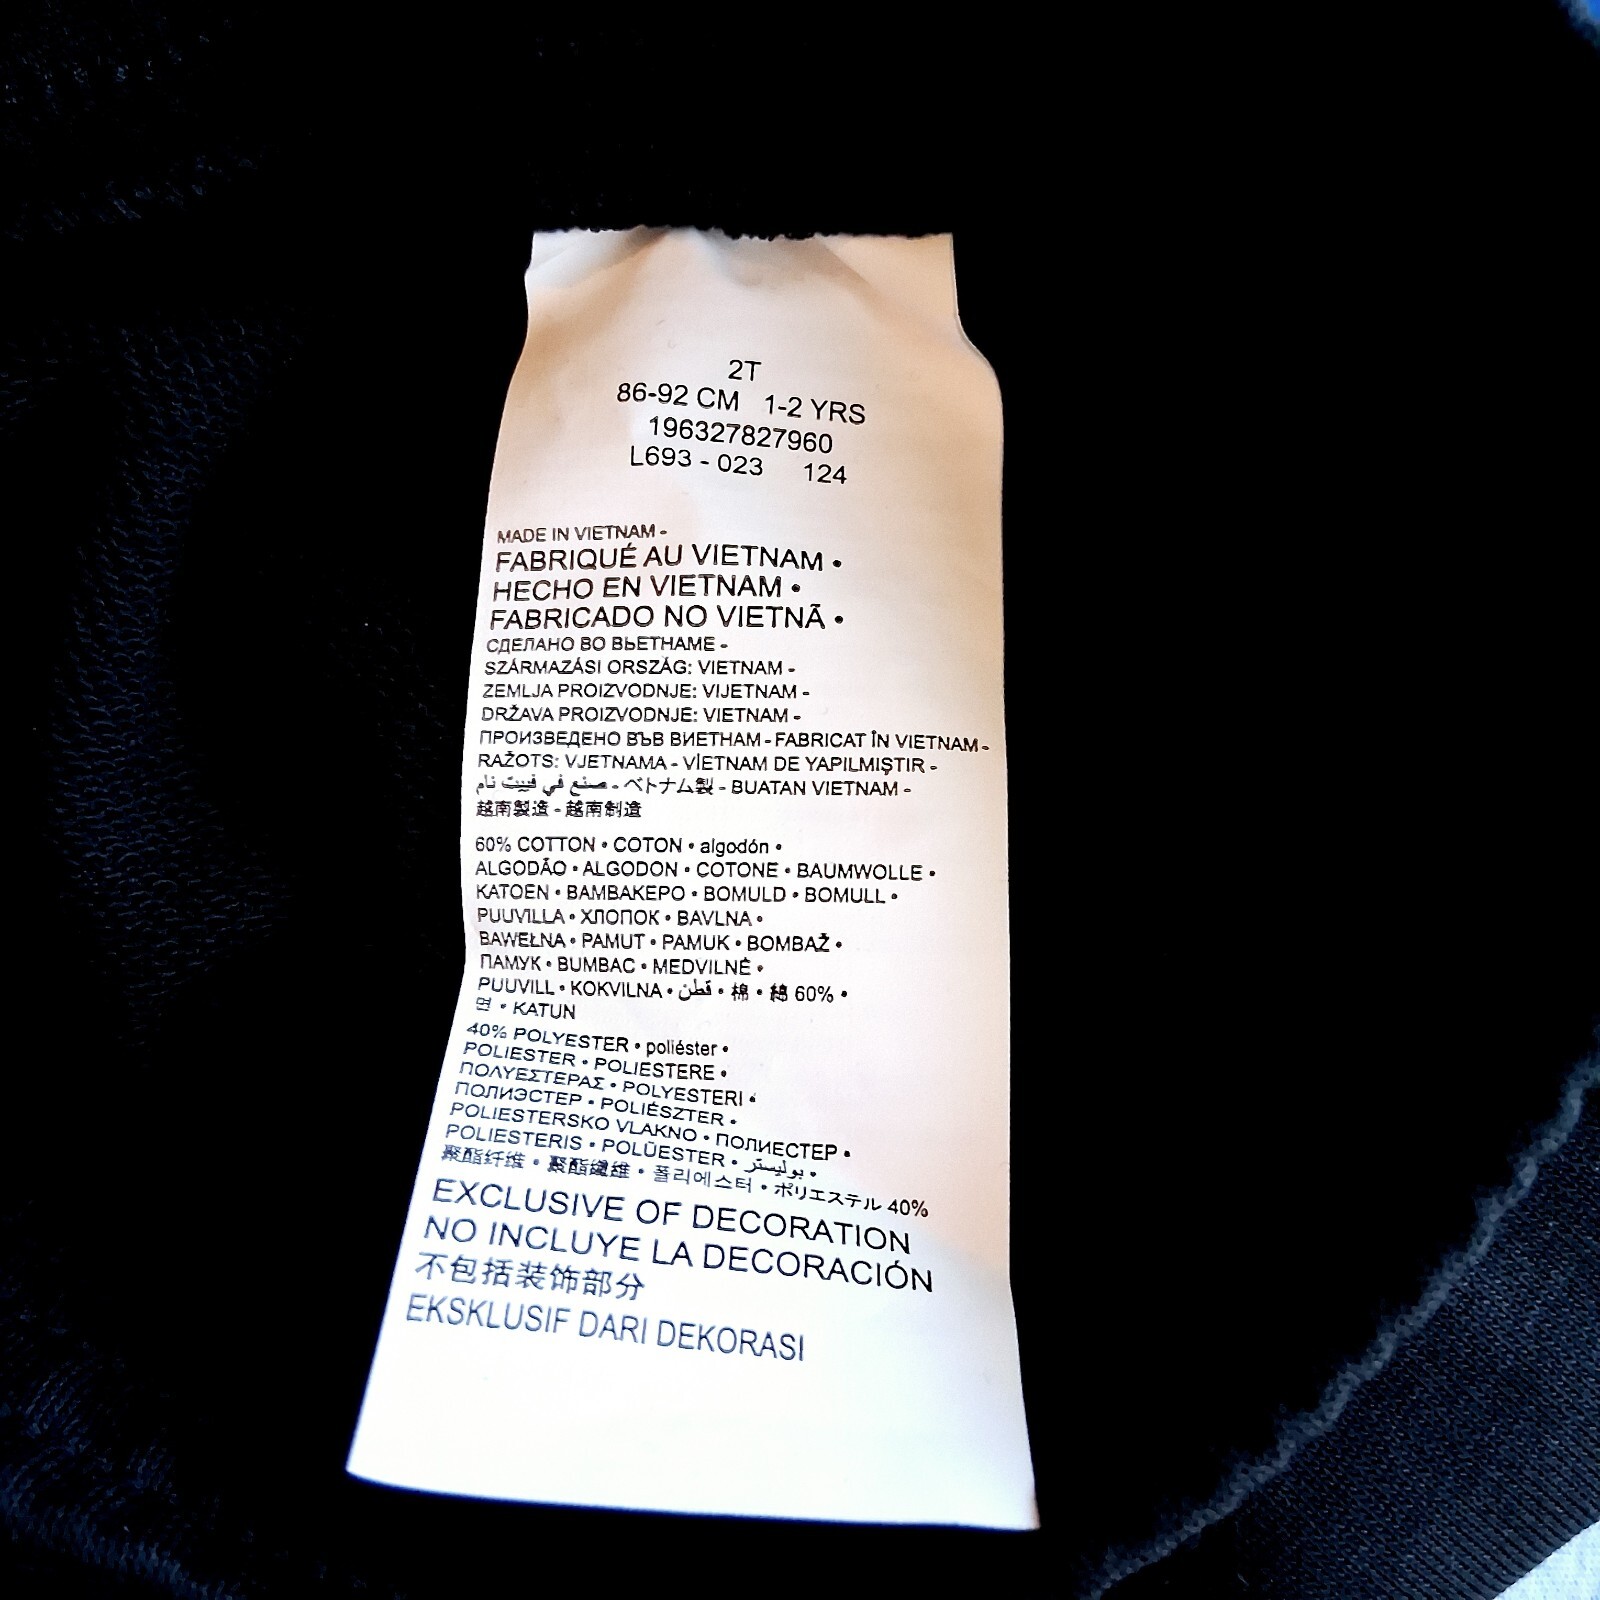 2T
86-92 CM 1-2 YRS
196327827960
L693 - 023 124
MADE IN VIETNAM -
FABRIQUÉ AU VIETNAM •
HECHO EN VIETNAM •
FABRICADO NO VIETNÃ •
СДЕЛАНО ВО ВЬЕТНАМЕ -
SZÁRMAZÁSI ORSZÁG: VIETNAM -
ZEMLJA PROIZVODNJE: VIJETNAM -
DRŽAVA PROIZVODNJE: VIETNAM -
ПРОИЗВЕДЕНО ВЪВ ВИЕТНАМ - FABRICAT ÎN VIETNAM -
RAŽOTS: VJETNAMA - VİETNAM DE YAPILMIŞTIR -
صنع في فييت نام - ベトナム製 - BUATAN VIETNAM -
越南製造 - 越南制造
60% COTTON • COTON • algodón •
ALGODÃO • ALGODON • COTONE • BAUMWOLLE •
KATOEN • ΒΑΜΒΑΚΕΡΟ • BOMULD • BOMULL •
PUUVILLA • ХЛОПОК • BAVLNA •
BAWEŁNA • PAMUT • PAMUK • BOMBAŽ •
ПАМУК • BUMBAC • MEDVILNĖ •
PUUVILL • KOKVILNA • قطن • 棉 • 綿 60% •
면 • KATUN
40% POLYESTER • poliéster •
POLIESTER • POLIESTERE •
ΠΟΛΥΕΣΤΕΡΑΣ • POLYESTERI •
ПОЛИЭСТЕР • POLIÉSZTER •
POLIESTERSKO VLAKNO • ПОЛИЕСТЕР •
POLIESTERIS • POLÜESTER • بوليستر •
聚酯纤维 • 聚酯纖維 • 폴리에스터 • ポリエステル 40%
EXCLUSIVE OF DECORATION
NO INCLUYE LA DECORACIÓN
不包括装饰部分
EKSKLUSIF DARI DEKORASI